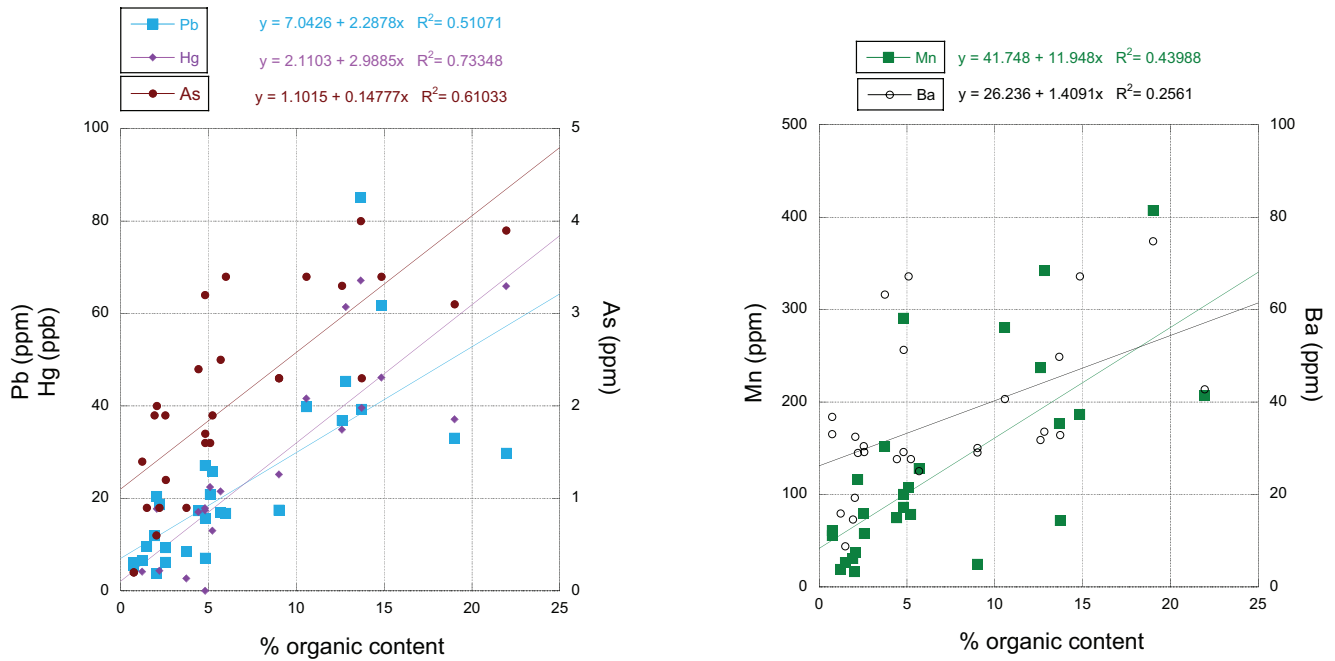 Pb y = 7.0426 + 2.2878x R²= 0.51071
Hg y = 2.1103 + 2.9885x R²= 0.73348
As y = 1.1015 + 0.14777x R²= 0.61033
100
80
60
40
20
0
Pb (ppm)
Hg (ppb)
5
4
3
2
1
0
As (ppm)
0 5 10 15 20 25
% organic content
Mn y = 41.748 + 11.948x R²= 0.43988
Ba y = 26.236 + 1.4091x R²= 0.2561
500
400
300
200
100
0
Mn (ppm)
100
80
60
40
20
0
Ba (ppm)
0 5 10 15 20 25
% organic content